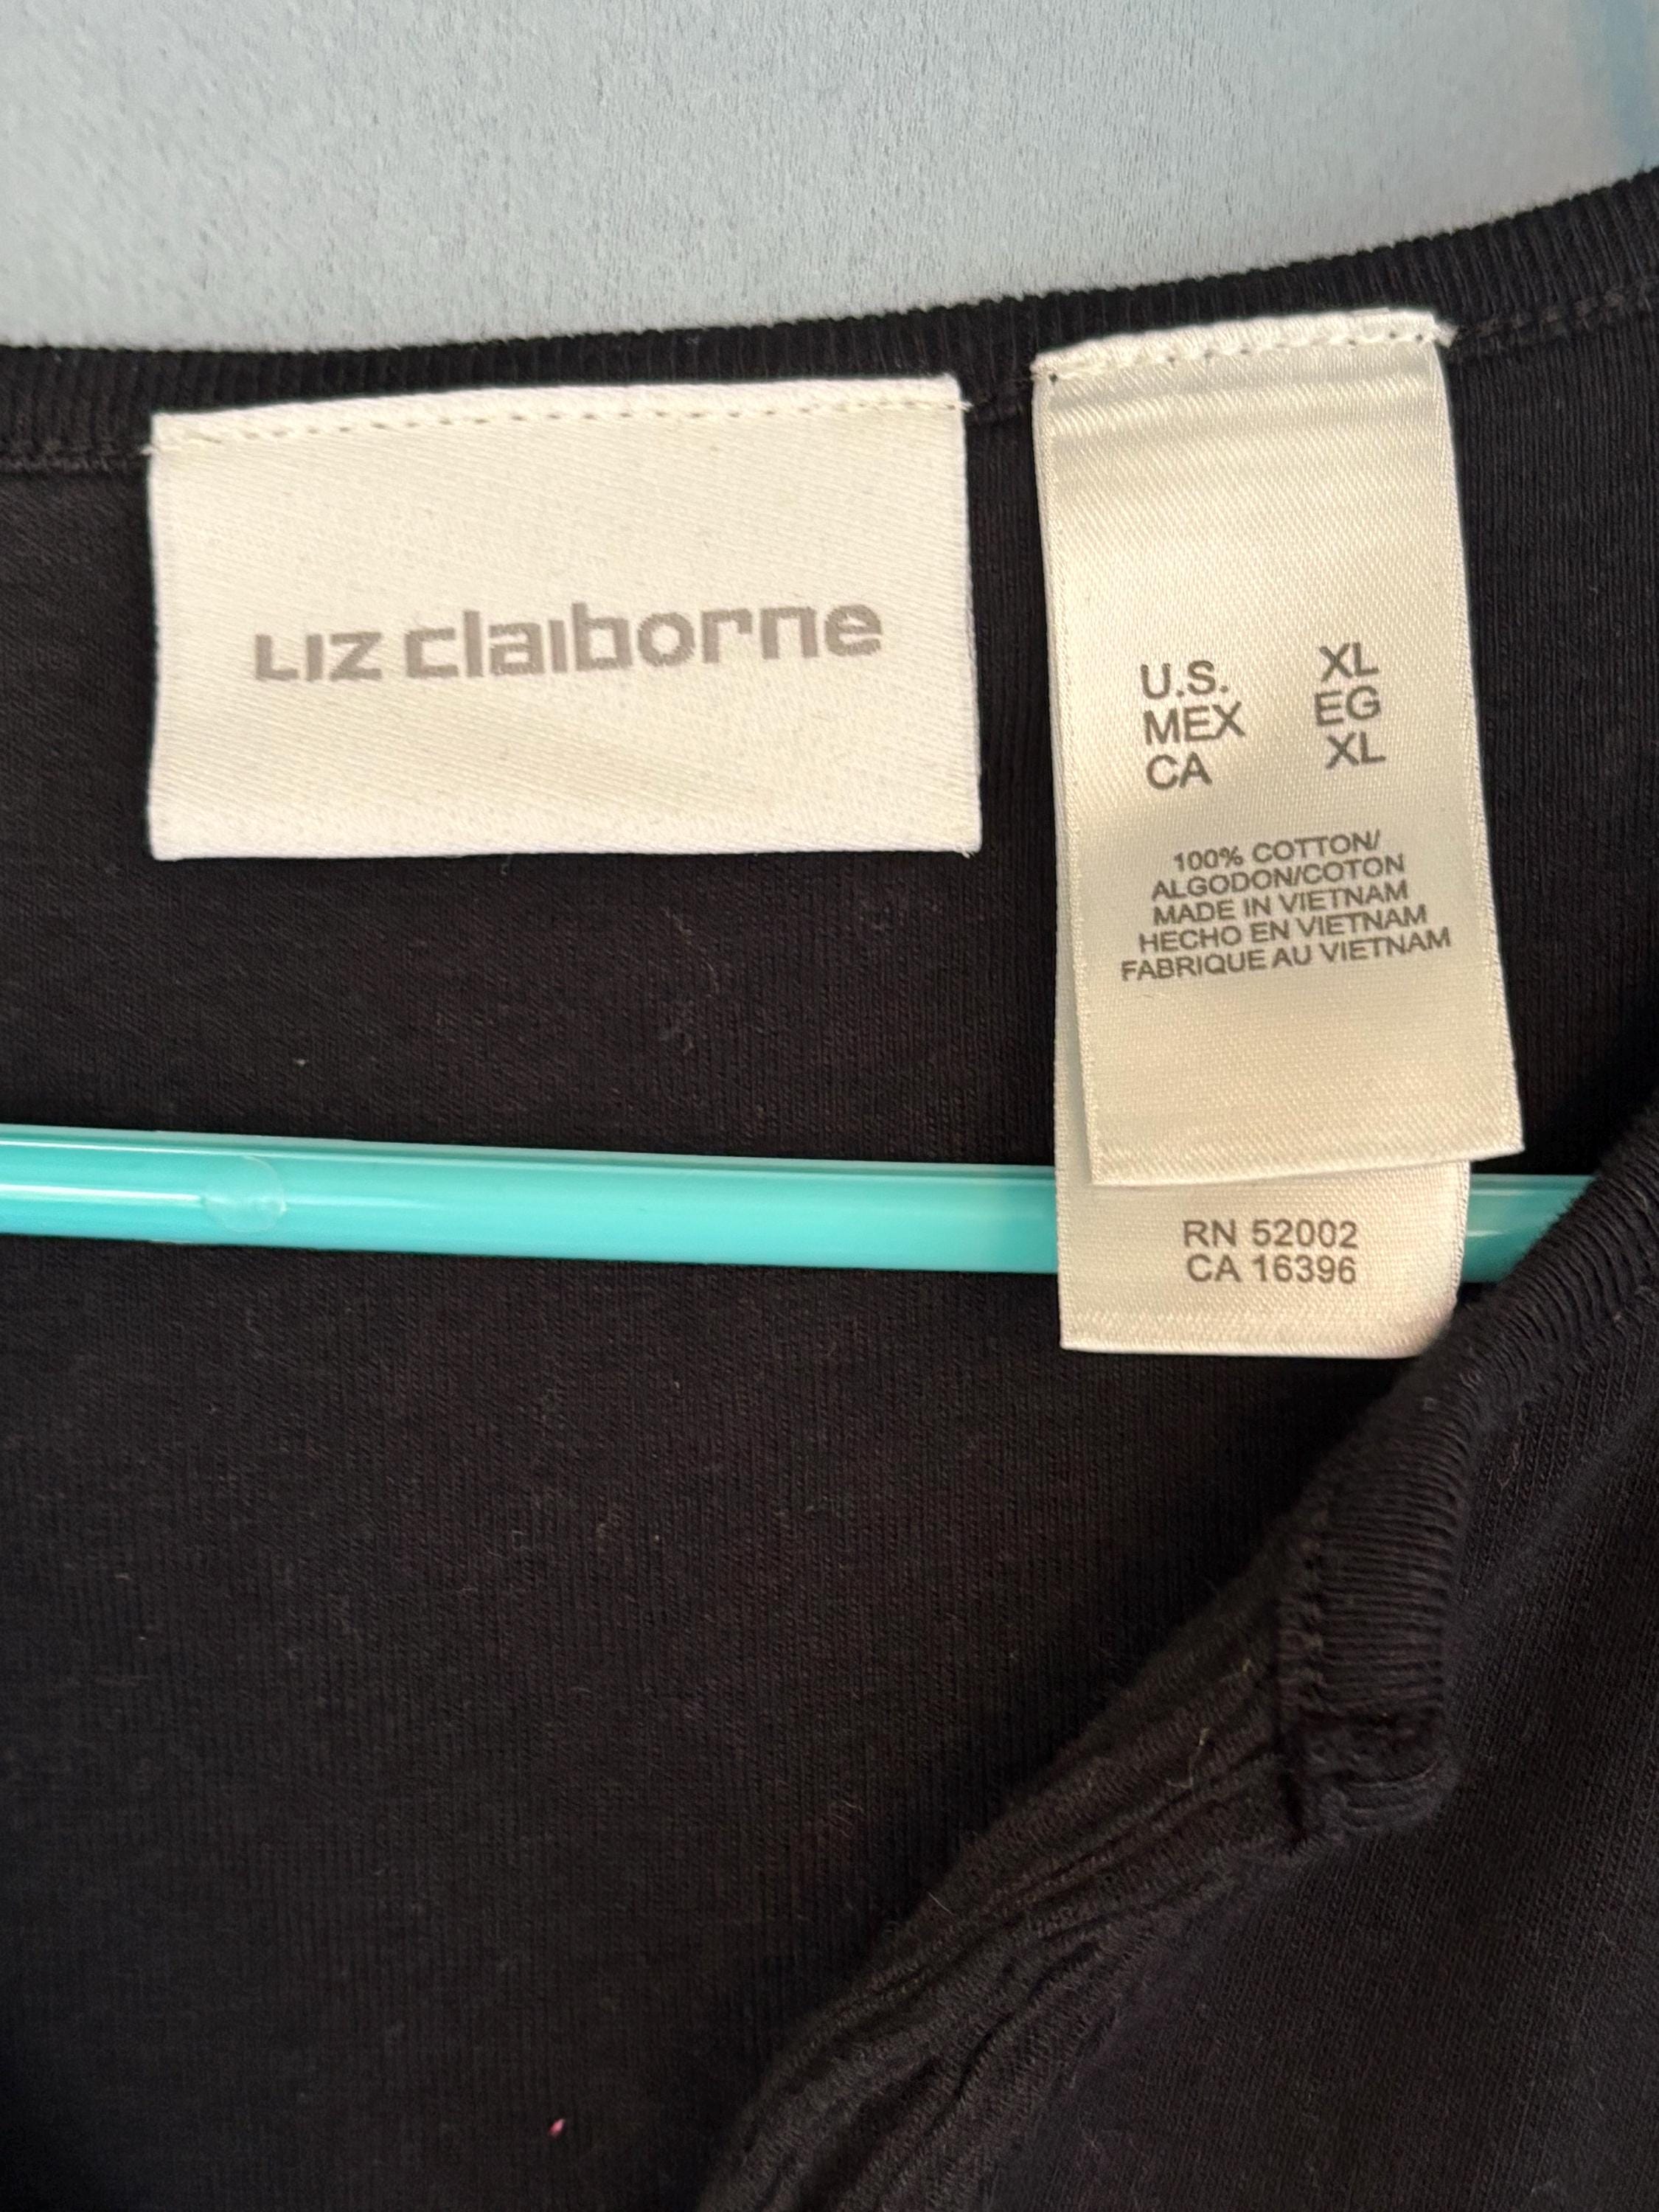 LIZ claiborne
U.S. XL
MEX EG
CA XL
100% COTTON/
ALGODON/COTON
MADE IN VIETNAM
HECHO EN VIETNAM
FABRIQUE AU VIETNAM
RN 52002
CA 16396